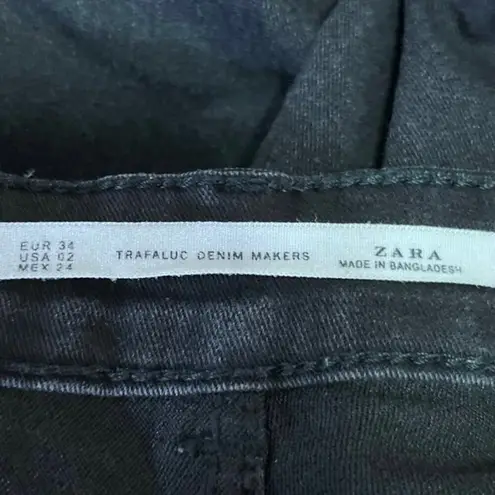 EUR 34
USA 02
MEX 24
TRAFALUC DENIM MAKERS
ZARA
MADE IN BANGLADESH